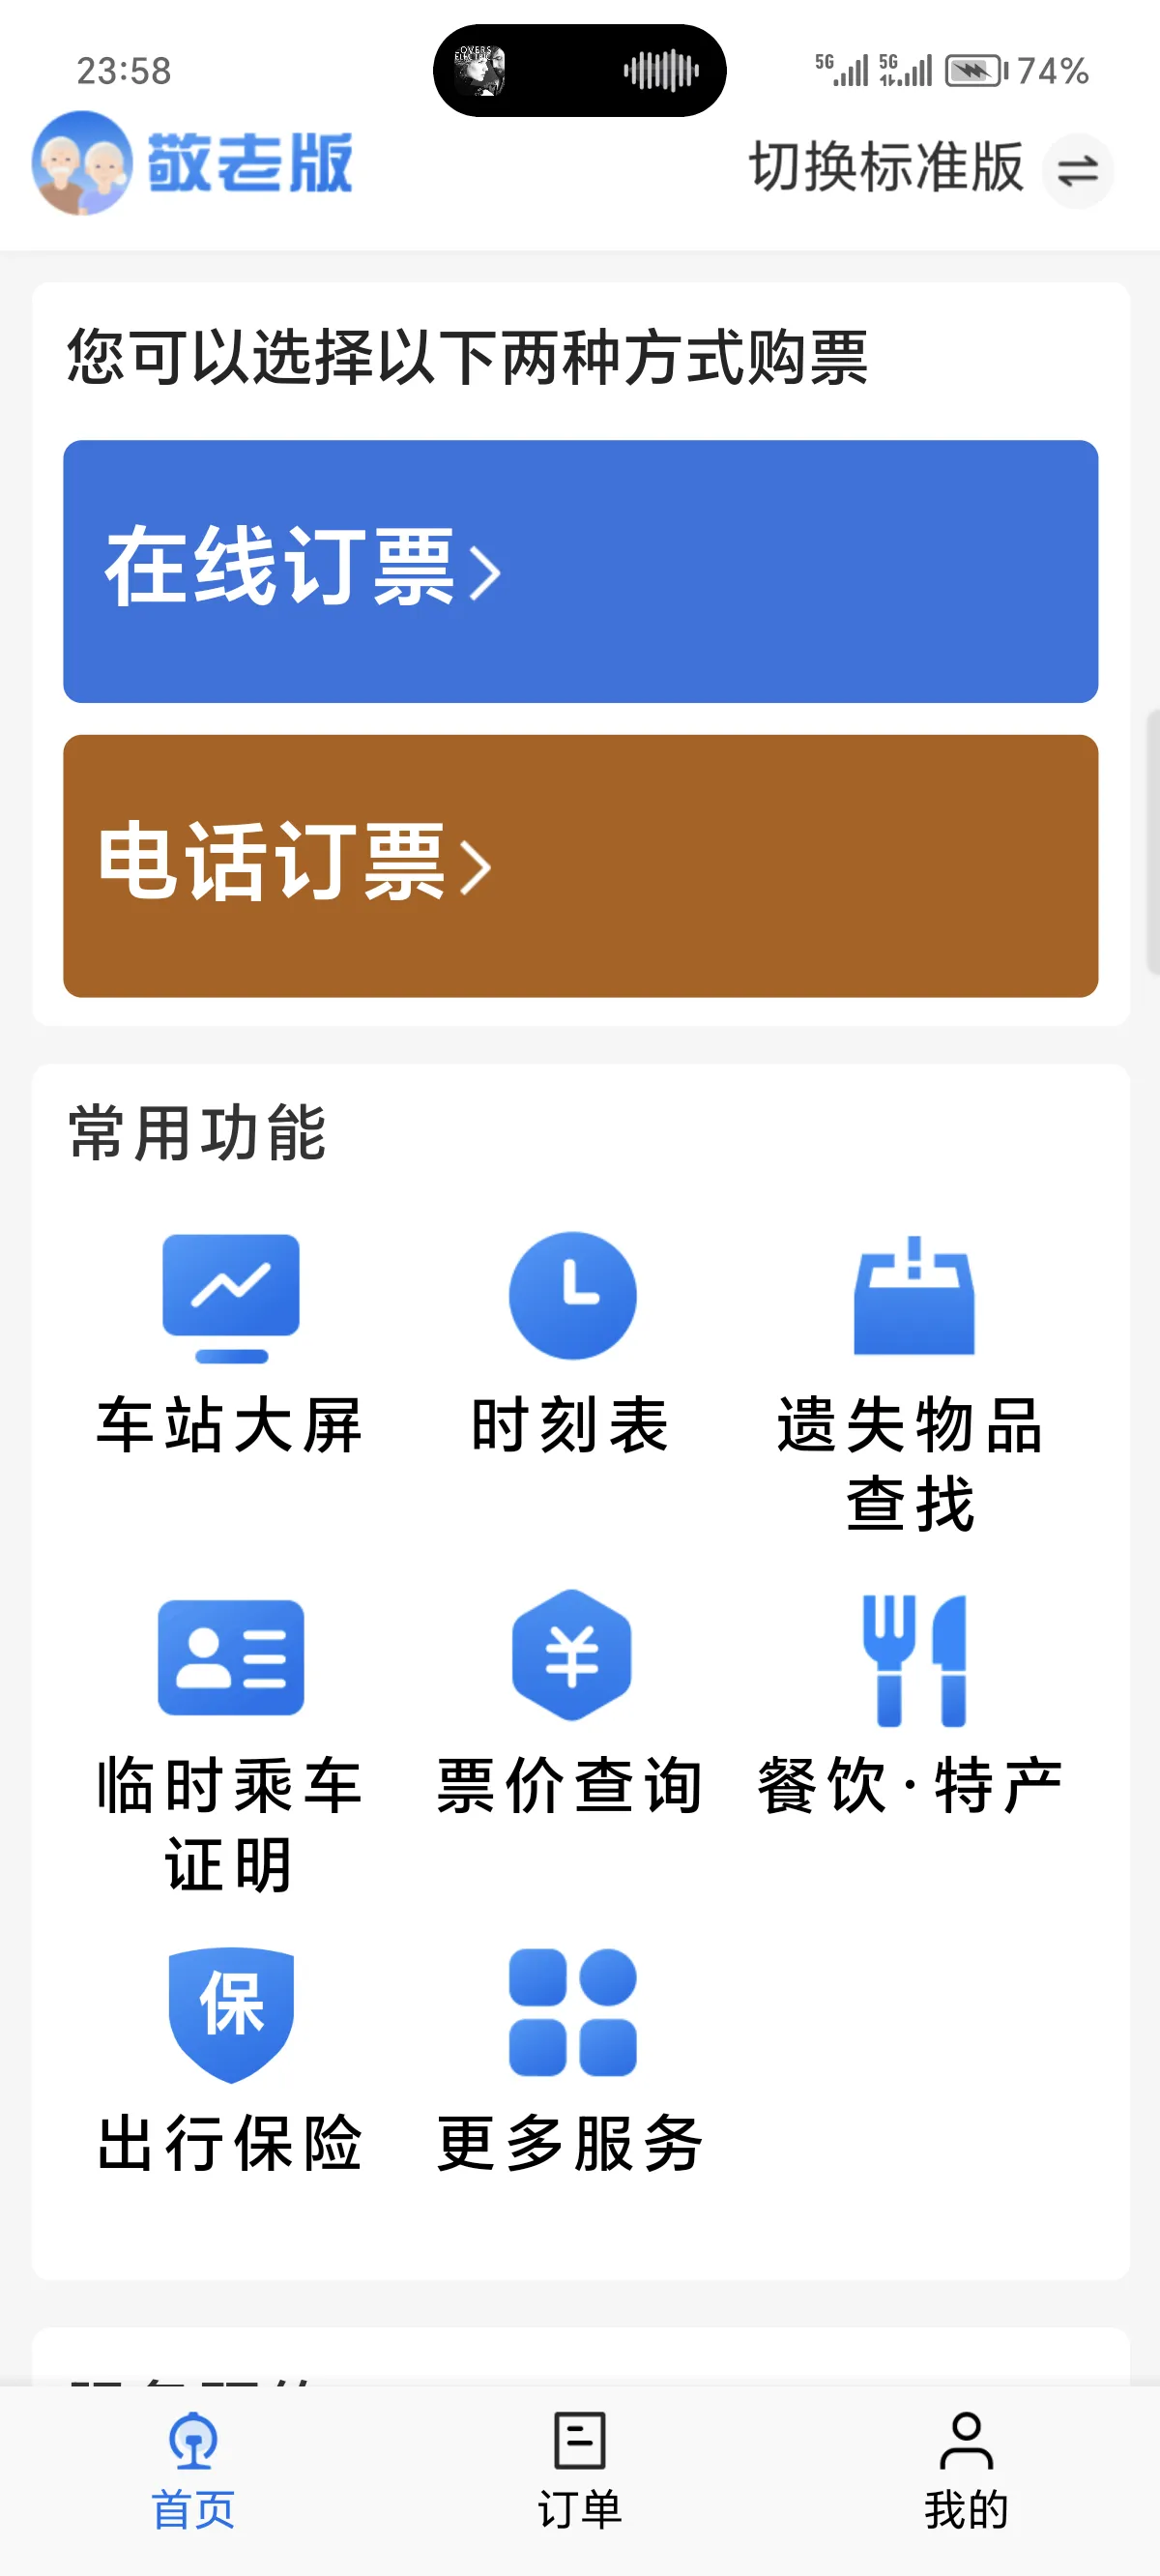 23:58
OVERS
ELECTRIC
5G
5G
74%
敬老版
切换标准版
您可以选择以下两种方式购票
在线订票
电话订票
常用功能
车站大屏
时刻表
遗失物品
查找
临时乘车
证明
票价查询
餐饮·特产
保
出行保险
更多服务
首页
订单
我的